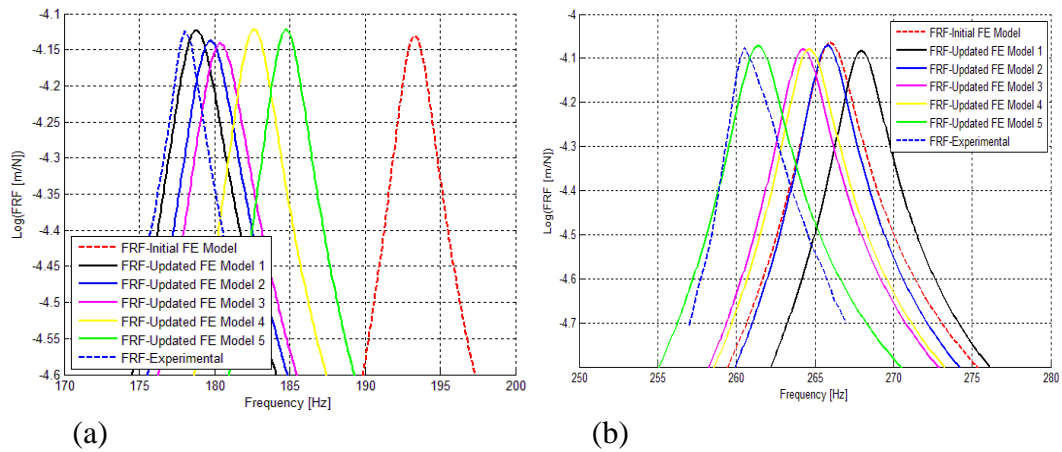 -4.1
-4.15
-4.2
-4.25
-4.3
-4.35
-4.4
-4.45
-4.5
-4.55
-4.6
Log(FRF [m/N]
FRF-Initial FE Model
FRF-Updated FE Model 1
FRF-Updated FE Model 2
FRF-Updated FE Model 3
FRF-Updated FE Model 4
FRF-Updated FE Model 5
FRF-Experimental
170 175 180 185 190 195 200
Frequency [Hz]
(a)
-4
-4.1
-4.2
-4.3
-4.4
-4.5
-4.6
-4.7
Log(FRF [m/N]
FRF-Initial FE Model
FRF-Updated FE Model 1
FRF-Updated FE Model 2
FRF-Updated FE Model 3
FRF-Updated FE Model 4
FRF-Updated FE Model 5
FRF-Experimental
250 255 260 265 270 275 280
Frequency [Hz]
(b)